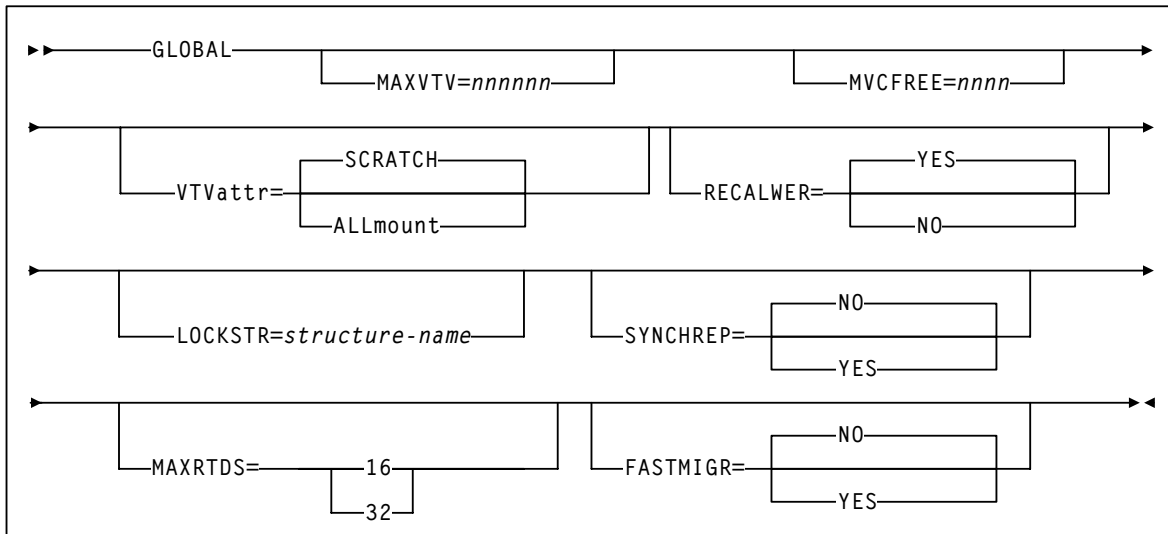 GLOBAL
MAXVTV=nnnnnn
MVCFREE=nnnn
SCRATCH
VTVattr=
ALLmount
YES
RECALWER=
NO
LOCKSTR=structure-name
NO
SYNCHREP=
YES
MAXRTDS=
16
32
NO
FASTMIGR=
YES